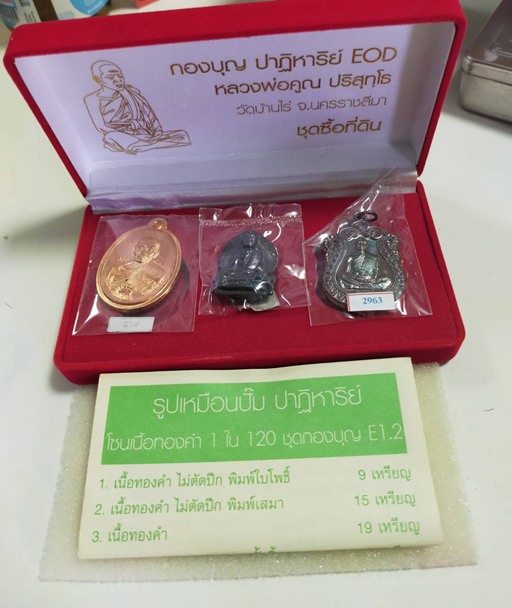 กองบุญ ปาฏิหาริย์ EOD
หลวงพ่อคูณ ปริสุทฺโธ
วัดบ้านไร่ จ.นครราชสีมา
ชุดซื้อที่ดิน
2963
รูปเหมือนปั๊ม ปาฏิหาริย์
โซนเนื้อทองคำ 1 ใน 120 ชุดกองบุญ E1.2
1. เนื้อทองคำ ไม่ตัดปีก พิมพ์ใบโพธิ์ 9 เหรียญ
2. เนื้อทองคำ ไม่ตัดปีก พิมพ์เสมา 15 เหรียญ
3. เนื้อทองคำ 19 เหรียญ